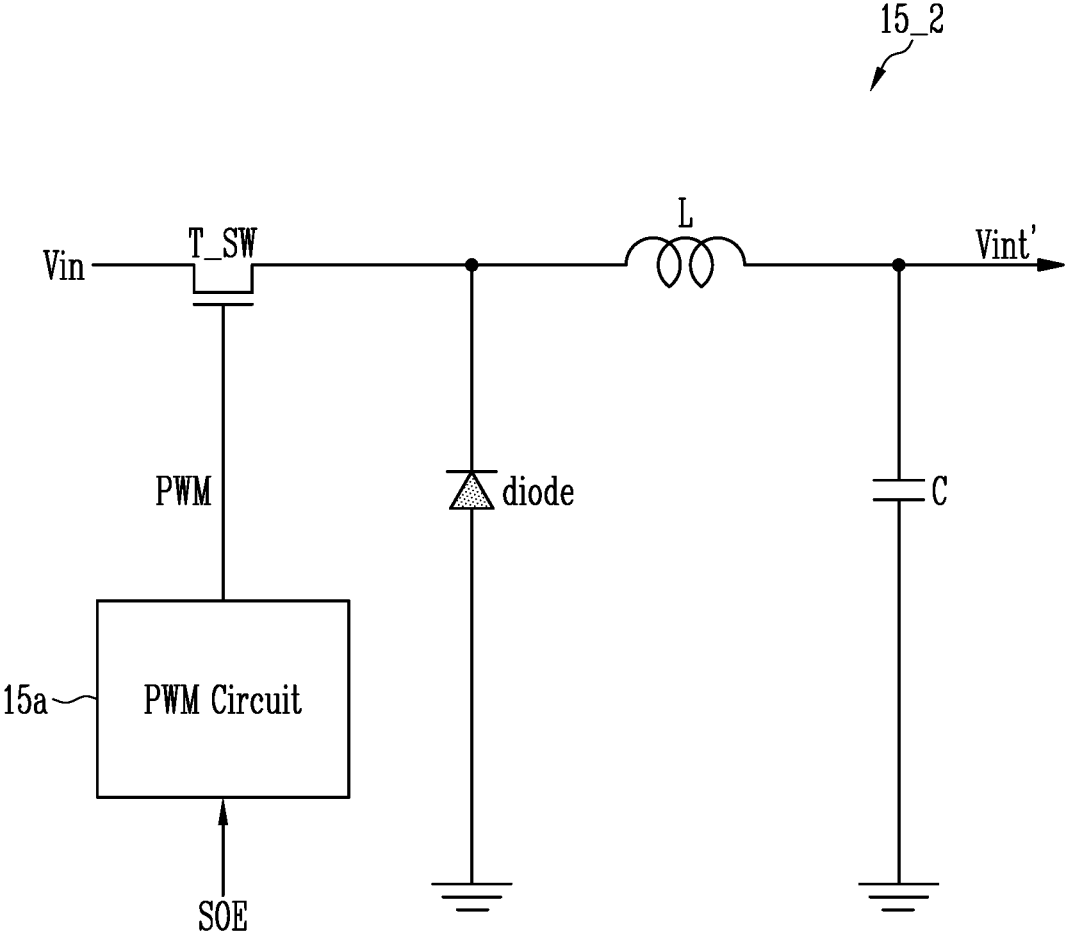 15_2
L
T_SW
Vint'
Vin
PWM
diode
C
15a
PWM Circuit
SOE